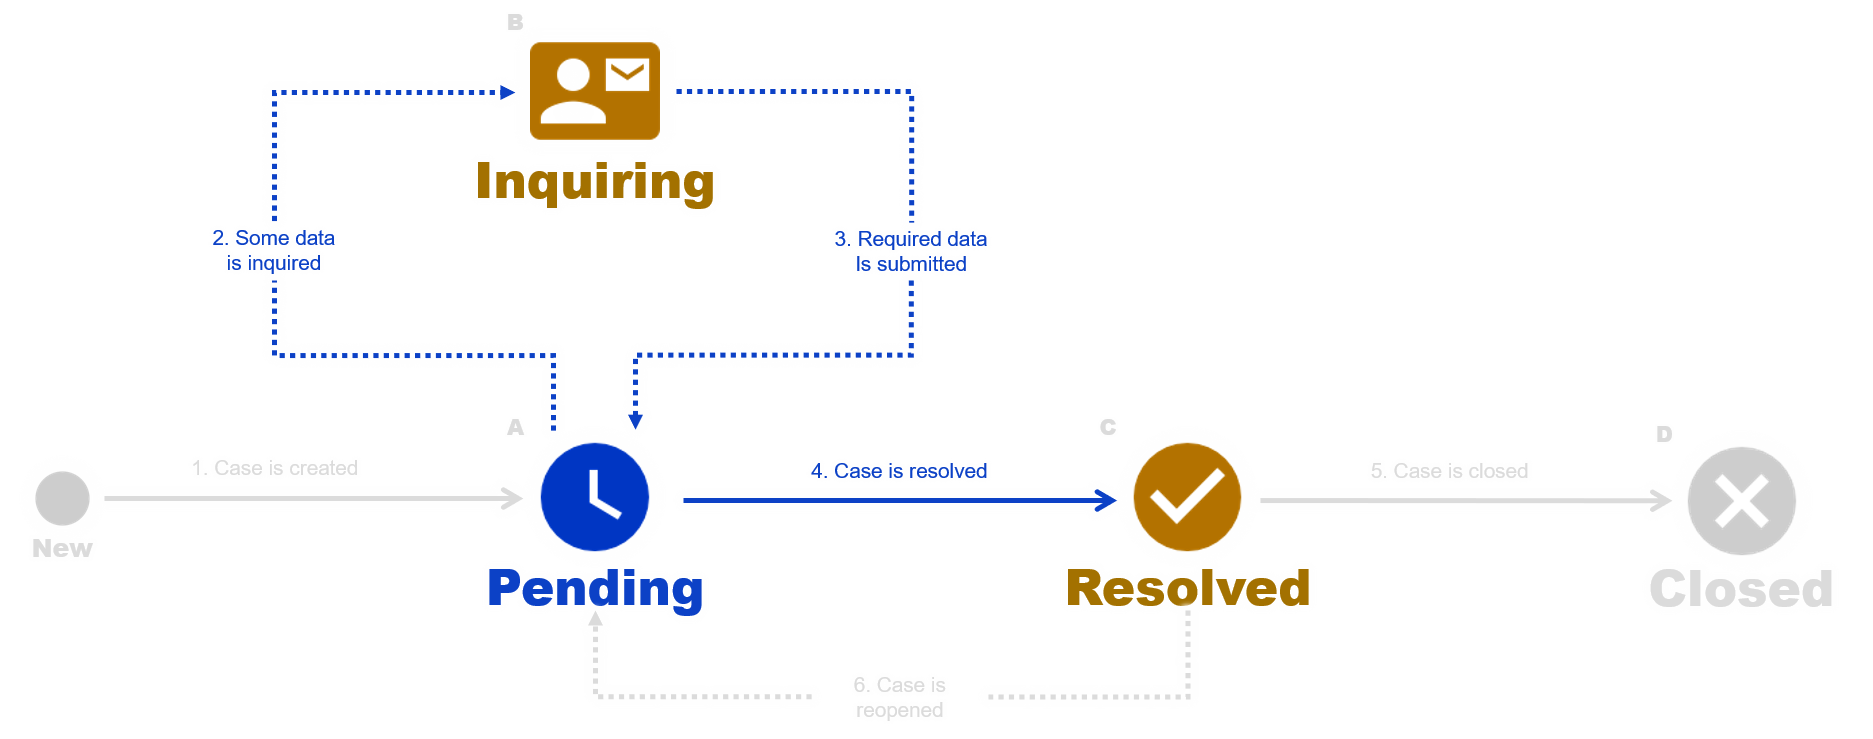 B
Inquiring
2. Some data
is inquired
3. Required data
Is submitted
A
C
D
1. Case is created
4. Case is resolved
5. Case is closed
New
Pending
Resolved
Closed
6. Case is
reopened